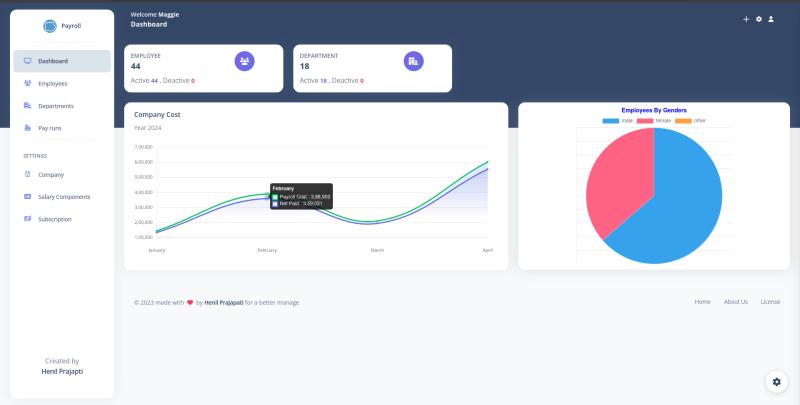 Payroll
Dashboard
Employees
Departments
Pay runs
SETTINGS
Company
Salary Components
Subscription
Created by
Henil Prajapti
Welcome Maggie
Dashboard
EMPLOYEE
44
Active 44 , Deactive 0
DEPARTMENT
18
Active 18 , Deactive 0
Company Cost
Year 2024
7,00,000
6,00,000
5,00,000
4,00,000
3,00,000
2,00,000
1,00,000
January
February
March
April
February
Payroll Cost : 3,88,900
Net Paid : 3,59,031
Employees By Genders
male
female
other
© 2023 made with ❤ by Henil Prajapati for a better manage
Home
About Us
License